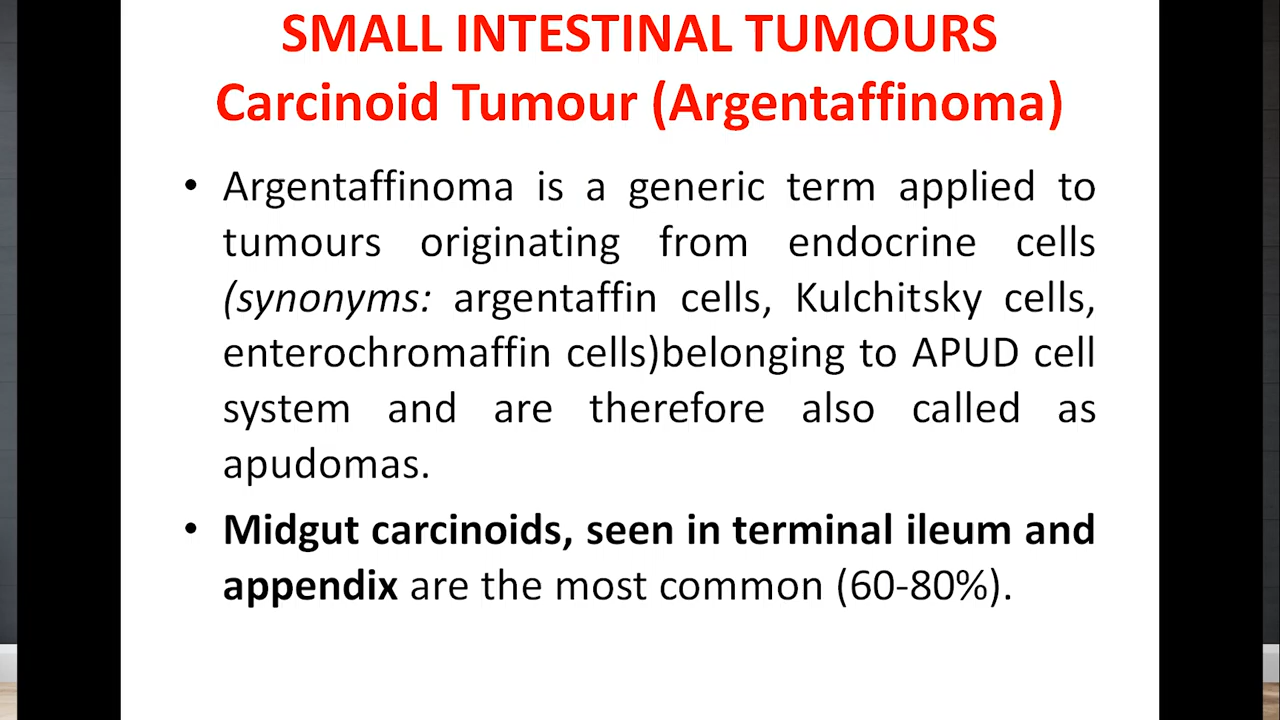 SMALL INTESTINAL TUMOURS
Carcinoid Tumour (Argentaffinoma)
• Argentaffinoma is a generic term applied to
tumours originating from endocrine cells
(synonyms: argentaffin cells, Kulchitsky cells,
enterochromaffin cells)belonging to APUD cell
system and are therefore also called as
apudomas.
• Midgut carcinoids, seen in terminal ileum and
appendix are the most common (60-80%).